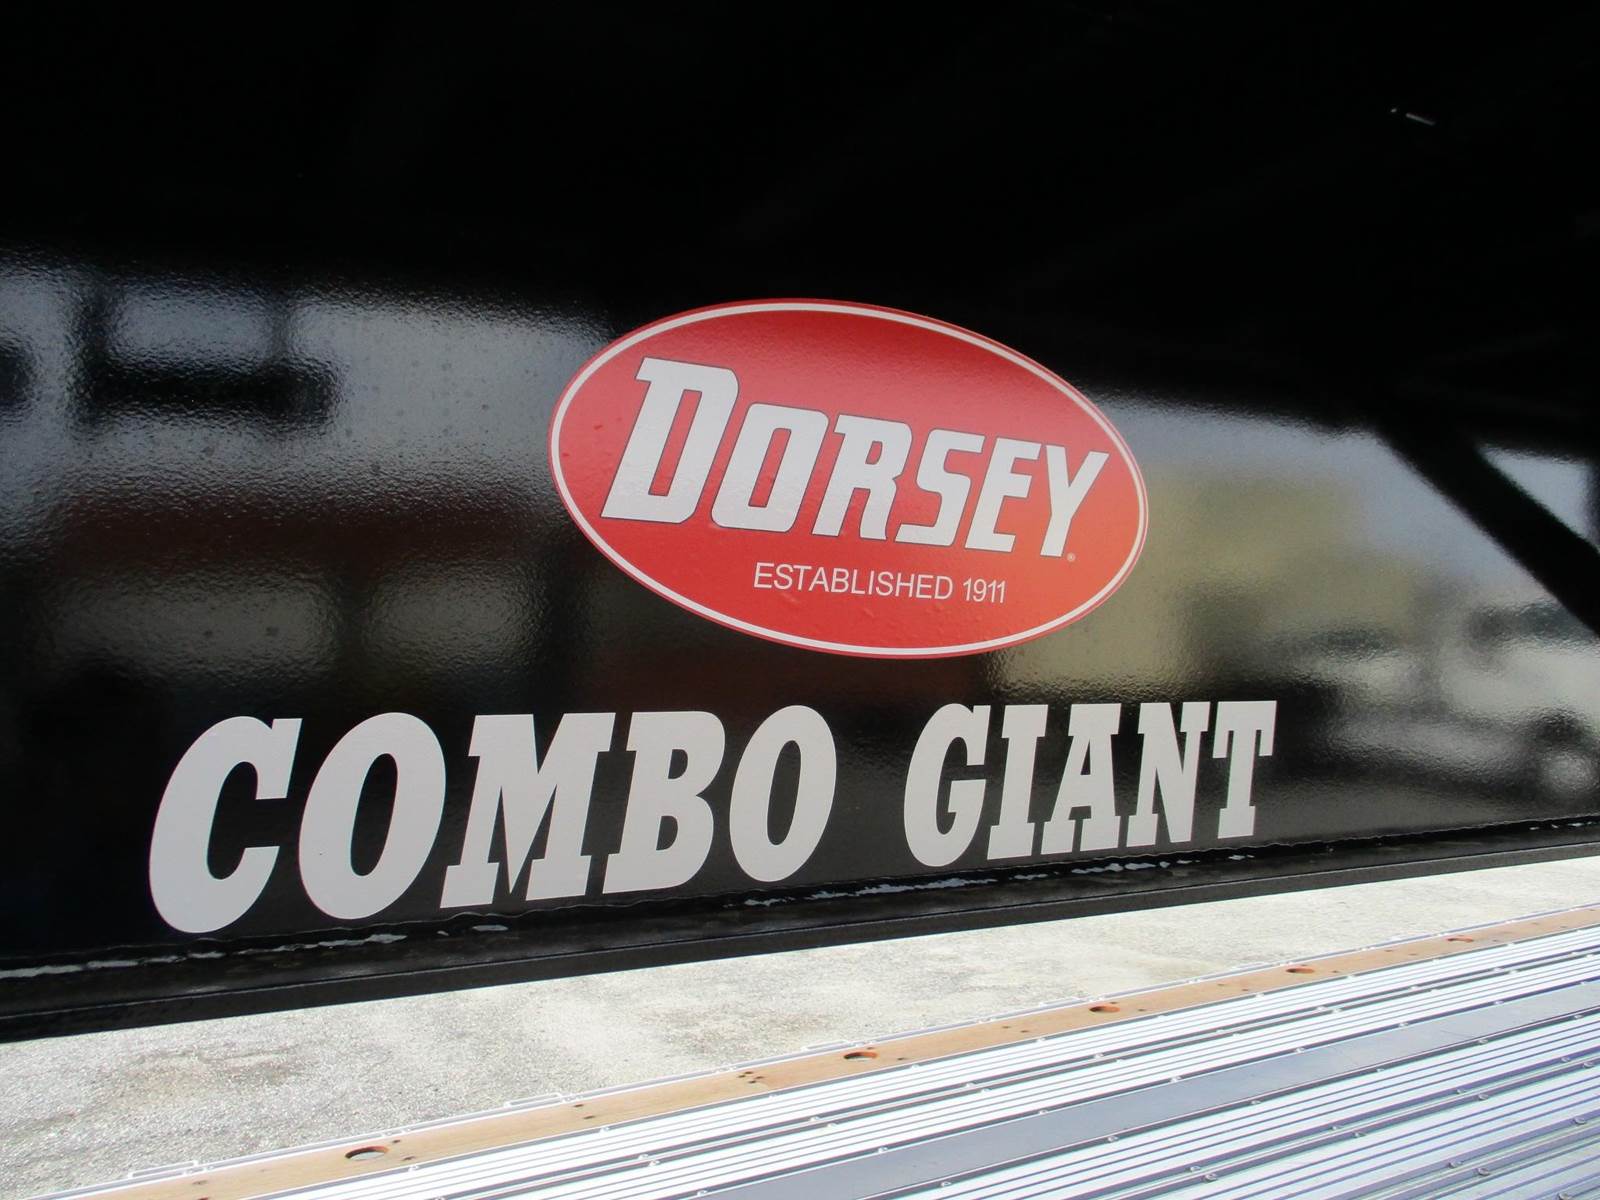 DORSEY®
ESTABLISHED 1911
COMBO GIANT